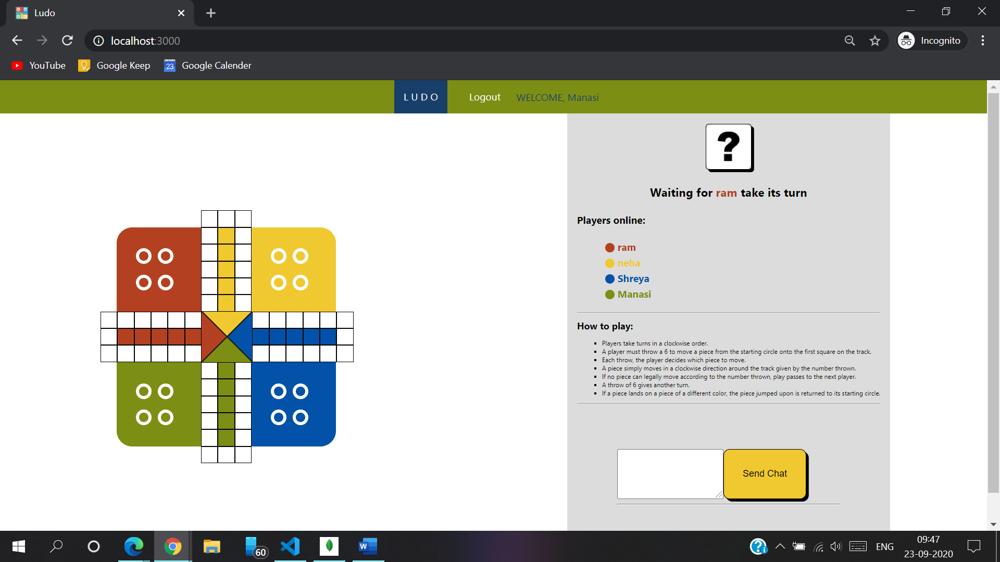 Ludo
localhost:3000
Incognito
YouTube
Google Keep
23
Google Calender
LUDO
Logout
WELCOME, Manasi
?
Waiting for ram take its turn
Players online:
ram
neha
Shreya
Manasi
How to play:
Players take turns in a clockwise order.
A player must throw a 6 to move a piece from the starting circle onto the first square on the track.
Each throw, the player decides which piece to move.
A piece simply moves in a clockwise direction around the track given by the number thrown.
If no piece can legally move according to the number thrown, play passes to the next player.
A throw of 6 gives another turn.
If a piece lands on a piece of a different color, the piece jumped upon is returned to its starting circle.
Send Chat
60
W
ENG
09:47
23-09-2020